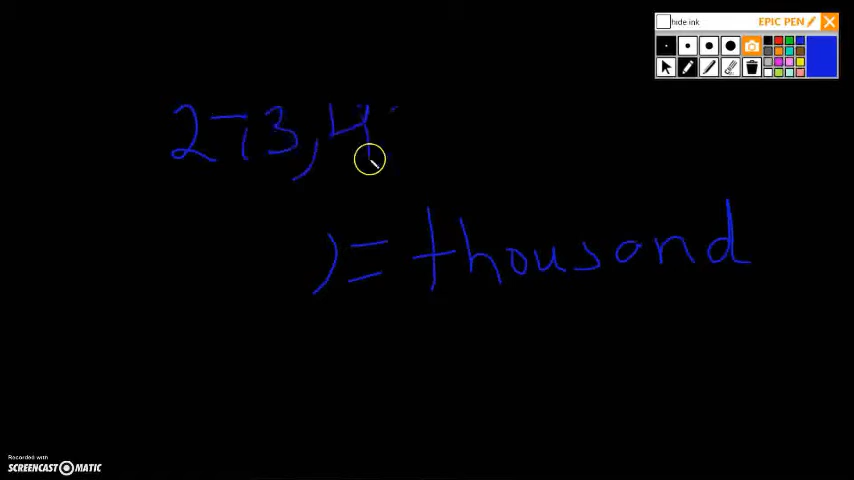 hide ink
EPIC PEN
273,4
,= thousand
Recorded with
SCREENCAST MATIC